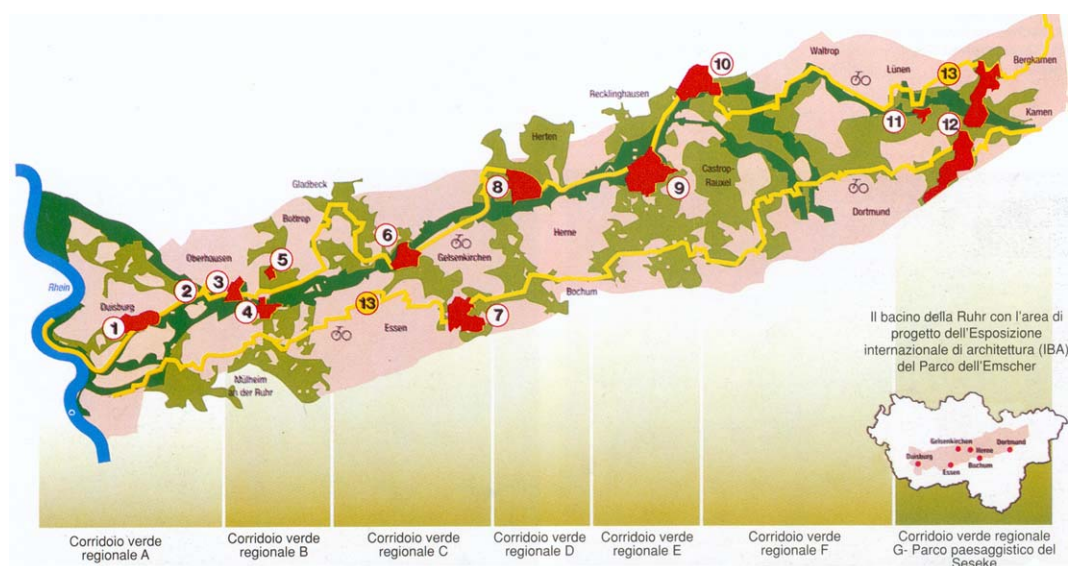 10
Waltrop
Lünen
13
Bergkamen
Recklinghausen
11
12
Kamen
Herten
8
9
Castrop-
Rauxel
Gladbeck
Dortmund
Bottrop
6
Herne
Gelsenkirchen
Oberhausen
5
3
2
Rhein
Duisburg
1
4
13
Essen
7
Bochum
Mülheim
an der Ruhr
Il bacino della Ruhr con l'area di
progetto dell'Esposizione
internazionale di architettura (IBA)
del Parco dell'Emscher
Gelsenkirchen
Herne
Dortmund
Duisburg
Essen
Bochum
Corridoio verde
regionale A
Corridoio verde
regionale B
Corridoio verde
regionale C
Corridoio verde
regionale D
Corridoio verde
regionale E
Corridoio verde
regionale F
Corridoio verde regionale
G- Parco paesaggistico del
Seseke